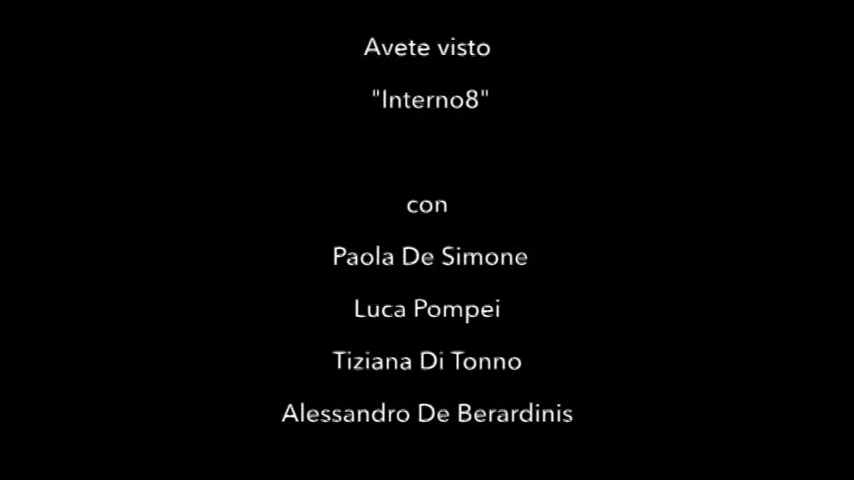 Avete visto
"Interno8"
con
Paola De Simone
Luca Pompei
Tiziana Di Tonno
Alessandro De Berardinis